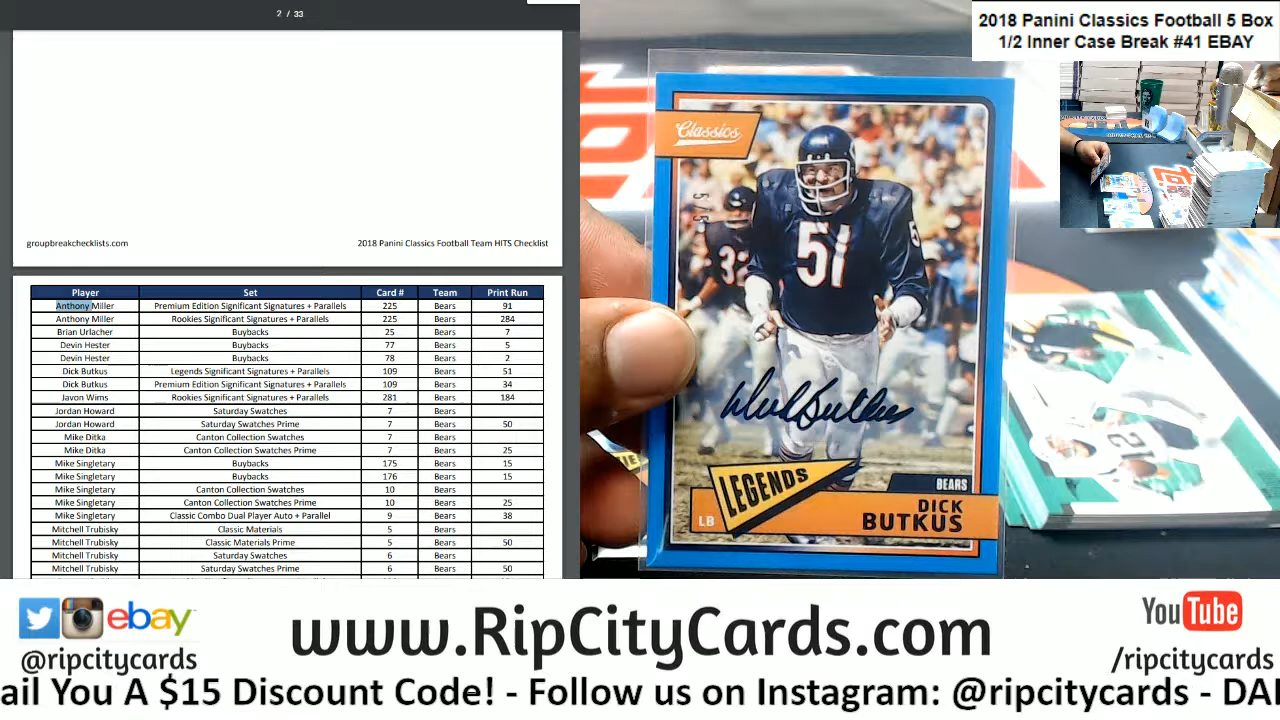 2 / 33
groupbreakchecklists.com 2018 Panini Classics Football Team HITS Checklist
Player Set Card # Team Print Run
Anthony Miller Premium Edition Significant Signatures + Parallels 225 Bears 91
Anthony Miller Rookies Significant Signatures + Parallels 225 Bears 284
Brian Urlacher Buybacks 25 Bears 7
Devin Hester Buybacks 77 Bears 5
Devin Hester Buybacks 78 Bears 2
Dick Butkus Legends Significant Signatures + Parallels 109 Bears 51
Dick Butkus Premium Edition Significant Signatures + Parallels 109 Bears 34
Javon Wims Rookies Significant Signatures + Parallels 281 Bears 184
Jordan Howard Saturday Swatches 7 Bears
Jordan Howard Saturday Swatches Prime 7 Bears 50
Mike Ditka Canton Collection Swatches 7 Bears
Mike Ditka Canton Collection Swatches Prime 7 Bears 25
Mike Singletary Buybacks 175 Bears 15
Mike Singletary Buybacks 176 Bears 15
Mike Singletary Canton Collection Swatches 10 Bears
Mike Singletary Canton Collection Swatches Prime 10 Bears 25
Mike Singletary Classic Combo Dual Player Auto + Parallel 9 Bears 38
Mitchell Trubisky Classic Materials 5 Bears
Mitchell Trubisky Classic Materials Prime 5 Bears 50
Mitchell Trubisky Saturday Swatches 6 Bears
Mitchell Trubisky Saturday Swatches Prime 6 Bears 50
2018 Panini Classics Football 5 Box
1/2 Inner Case Break #41 EBAY
Classics
5/5
32
51
5
Dick Butkus
LEGENDS
BEARS
LB
DICK
BUTKUS
12
ebay
@ripcitycards
www.RipCityCards.com
YouTube
/ripcitycards
ail You A $15 Discount Code! - Follow us on Instagram: @ripcitycards - DAI